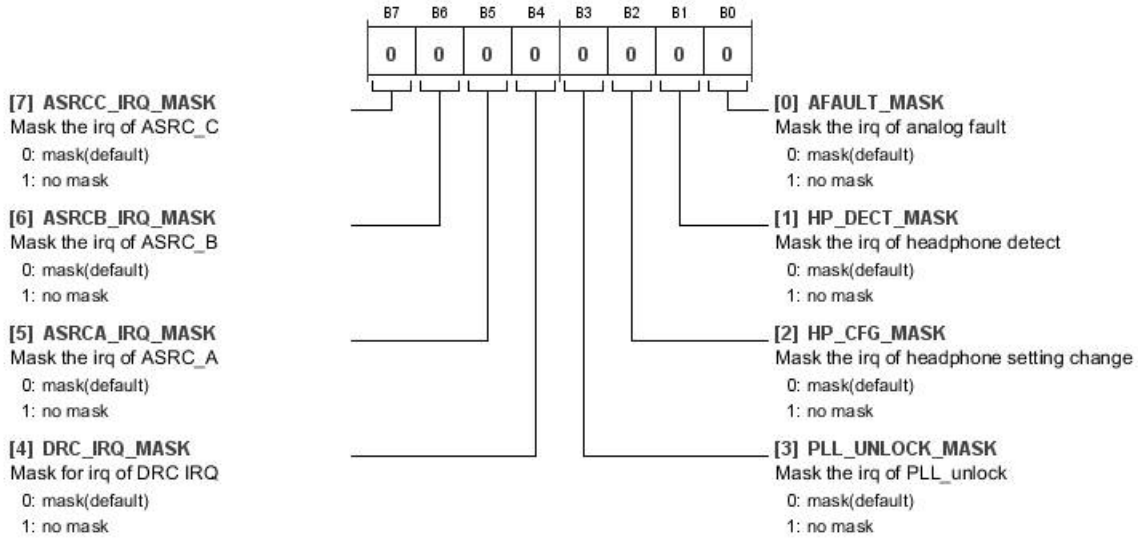 B7 B6 B5 B4 B3 B2 B1 B0
0 0 0 0 0 0 0 0
[7] ASRCC_IRQ_MASK
Mask the irq of ASRC_C
0: mask(default)
1: no mask
[6] ASRCB_IRQ_MASK
Mask the irq of ASRC_B
0: mask(default)
1: no mask
[5] ASRCA_IRQ_MASK
Mask the irq of ASRC_A
0: mask(default)
1: no mask
[4] DRC_IRQ_MASK
Mask for irq of DRC IRQ
0: mask(default)
1: no mask
[0] AFAULT_MASK
Mask the irq of analog fault
0: mask(default)
1: no mask
[1] HP_DECT_MASK
Mask the irq of headphone detect
0: mask(default)
1: no mask
[2] HP_CFG_MASK
Mask the irq of headphone setting change
0: mask(default)
1: no mask
[3] PLL_UNLOCK_MASK
Mask the irq of PLL_unlock
0: mask(default)
1: no mask